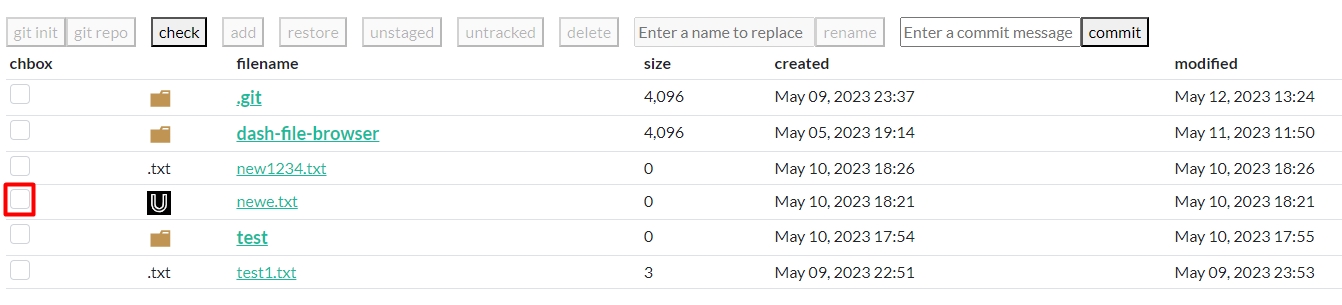 git init git repo check add restore unstaged untracked delete Enter a name to replace rename Enter a commit message commit
chbox filename size created modified
.git 4,096 May 09, 2023 23:37 May 12, 2023 13:24
dash-file-browser 4,096 May 05, 2023 19:14 May 11, 2023 11:50
.txt new1234.txt 0 May 10, 2023 18:26 May 10, 2023 18:26
U newe.txt 0 May 10, 2023 18:21 May 10, 2023 18:21
test 0 May 10, 2023 17:54 May 10, 2023 17:55
.txt test1.txt 3 May 09, 2023 22:51 May 09, 2023 23:53